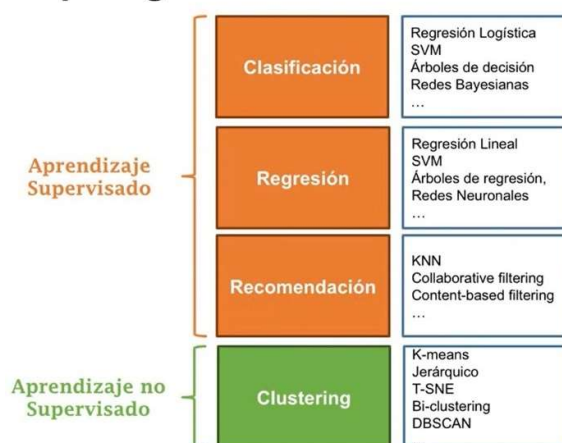 Aprendizaje
Supervisado
Clasificación
Regresión Logística
SVM
Árboles de decisión
Redes Bayesianas
…
Regresión
Regresión Lineal
SVM
Árboles de regresión,
Redes Neuronales
…
Recomendación
KNN
Collaborative filtering
Content-based filtering
…
Aprendizaje no
Supervisado
Clustering
K-means
Jerárquico
T-SNE
Bi-clustering
DBSCAN